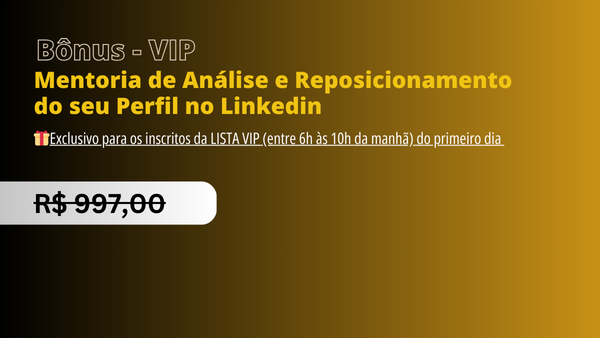 Bônus - VIP
Mentoria de Análise e Reposicionamento
do seu Perfil no Linkedin
🎁Exclusivo para os inscritos da LISTA VIP (entre 6h às 10h da manhã) do primeiro dia
R$ 997,00